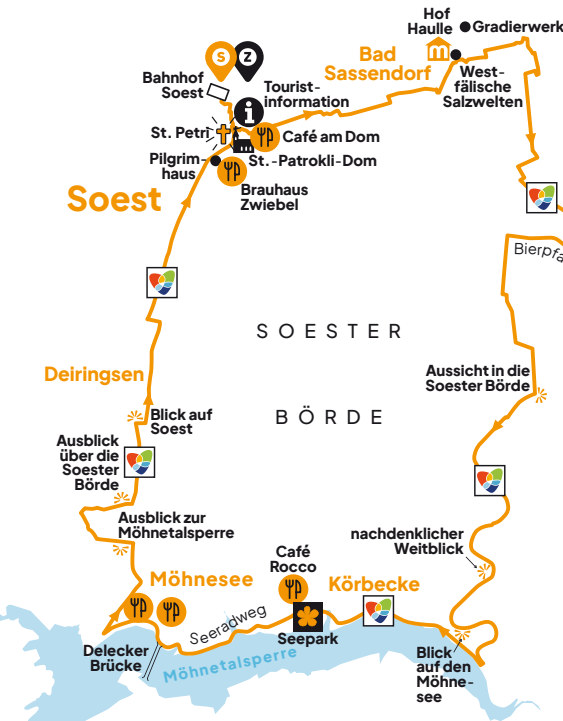 Hof
Haulle
Gradierwerk
Bad
Sassendorf
West-
fälische
Salzwelten
S
Z
Bahnhof
Soest
i
Tourist-
information
St. Petri
Café am Dom
St.-Patrokli-Dom
Pilgrim-
haus
Brauhaus
Zwiebel
Soest
Bierpfa
SOESTER
BÖRDE
Deiringsen
Aussicht in die
Soester Börde
Blick auf
Soest
Ausblick
über die
Soester
Börde
Ausblick zur
Möhnetalsperre
nachdenklicher
Weitblick
Café
Rocco
Möhnesee
Körbecke
Seeradweg
Seepark
Delecker
Brücke
Möhnetalsperre
Blick
auf den
Möhne-
see